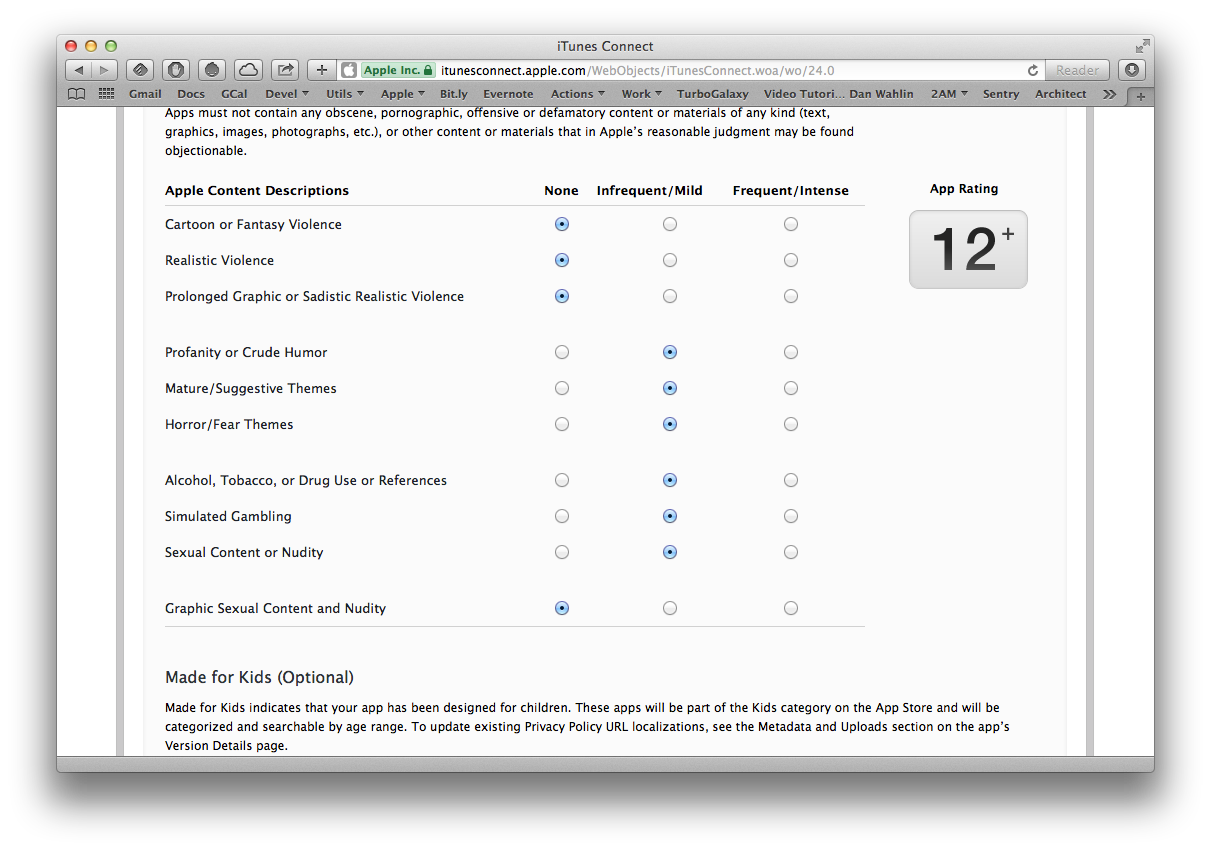 iTunes Connect
Apple Inc. itunesconnect.apple.com/WebObjects/iTunesConnect.woa/wo/24.0 Reader
Gmail Docs GCal Devel Utils Apple Bit.ly Evernote Actions Work TurboGalaxy Video Tutori... Dan Wahlin 2AM Sentry Architect
Apps must not contain any obscene, pornographic, offensive or defamatory content or materials of any kind (text,
graphics, images, photographs, etc.), or other content or materials that in Apple’s reasonable judgment may be found
objectionable.
Apple Content Descriptions None Infrequent/Mild Frequent/Intense App Rating
Cartoon or Fantasy Violence
12+
Realistic Violence
Prolonged Graphic or Sadistic Realistic Violence
Profanity or Crude Humor
Mature/Suggestive Themes
Horror/Fear Themes
Alcohol, Tobacco, or Drug Use or References
Simulated Gambling
Sexual Content or Nudity
Graphic Sexual Content and Nudity
Made for Kids (Optional)
Made for Kids indicates that your app has been designed for children. These apps will be part of the Kids category on the App Store and will be
categorized and searchable by age range. To update existing Privacy Policy URL localizations, see the Metadata and Uploads section on the app’s
Version Details page.